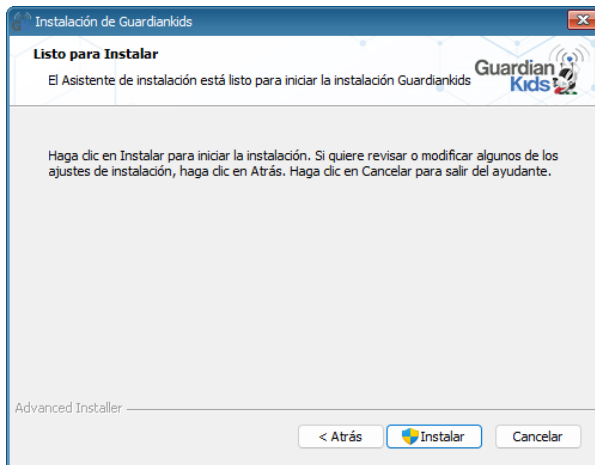 Instalación de Guardiankids
Listo para Instalar
El Asistente de instalación está listo para iniciar la instalación Guardiankids
Guardian
Kids
Haga clic en Instalar para iniciar la instalación. Si quiere revisar o modificar algunos de los
ajustes de instalación, haga clic en Atrás. Haga clic en Cancelar para salir del ayudante.
Advanced Installer
< Atrás
Instalar
Cancelar